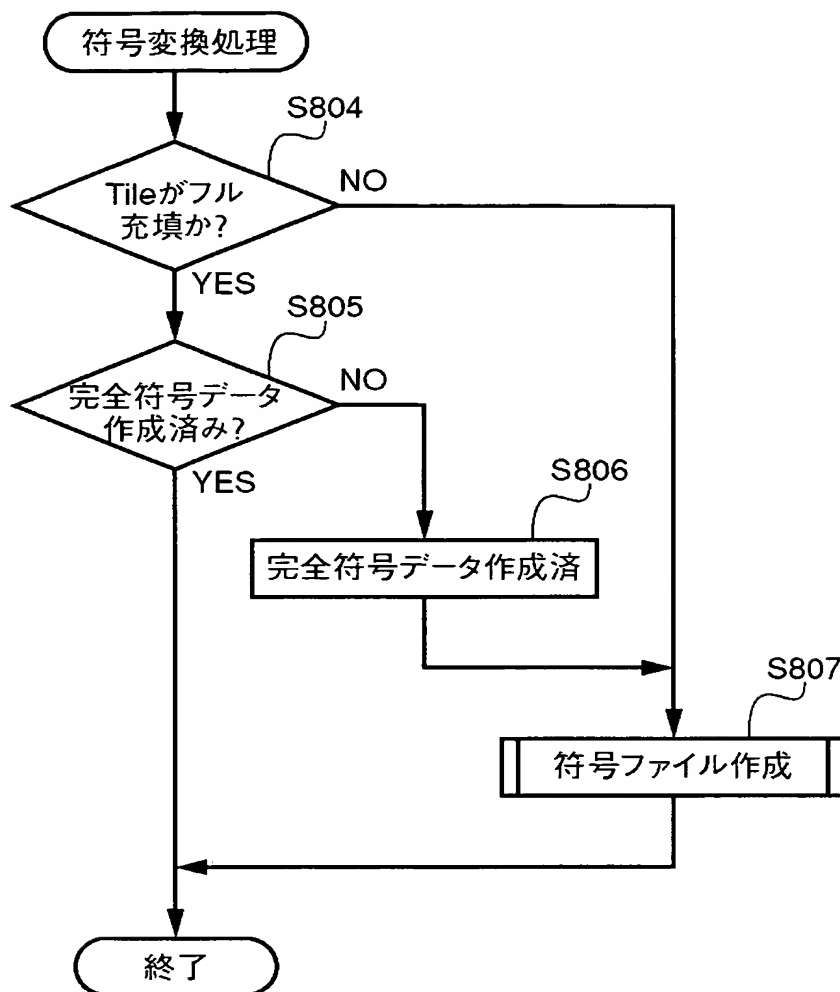 符号変換処理
S804
Tileがフル
充填か?
NO
YES
S805
完全符号データ
作成済み?
NO
YES
S806
完全符号データ作成済
S807
符号ファイル作成
終了